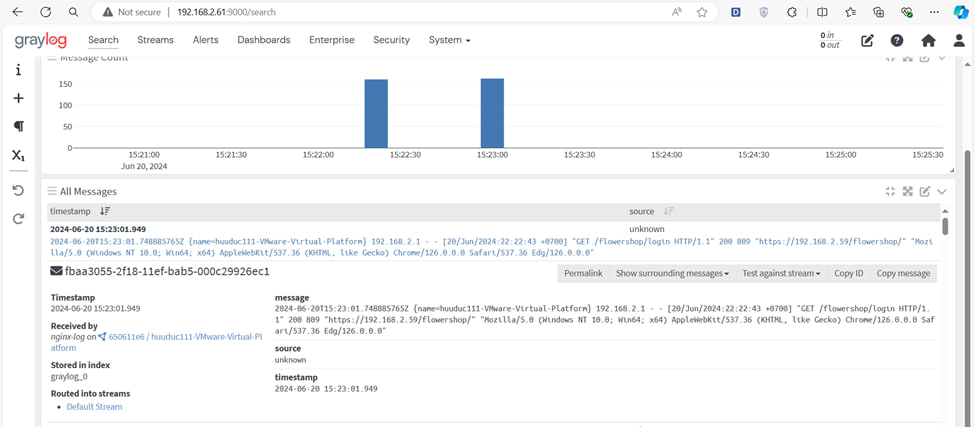 Not secure 192.168.2.61:9000/search
graylog Search Streams Alerts Dashboards Enterprise Security System 0 in
0 out
Message Count
150
100
50
0
15:21:00 15:21:30 15:22:00 15:22:30 15:23:00 15:23:30 15:24:00 15:24:30 15:25:00 15:25:30
Jun 20, 2024
All Messages
timestamp source
2024-06-20 15:23:01.949 unknown
2024-06-20T15:23:01.748885765Z {name=huuduc111-VMware-Virtual-Platform} 192.168.2.1 - - [20/Jun/2024:22:22:43 +0700] "GET /flowershop/login HTTP/1.1" 200 809 "https://192.168.2.59/flowershop/" "Mozi
lla/5.0 (Windows NT 10.0; Win64; x64) AppleWebKit/537.36 (KHTML, like Gecko) Chrome/126.0.0.0 Safari/537.36 Edg/126.0.0.0"
fbaa3055-2f18-11ef-bab5-000c29926ec1
Permalink Show surrounding messages Test against stream Copy ID Copy message
Timestamp
2024-06-20 15:23:01.949
Received by
nginx-log on 650611e6 / huuduc111-VMware-Virtual-Pl
atform
Stored in index
graylog_0
Routed into streams
Default Stream
message
2024-06-20T15:23:01.748885765Z {name=huuduc111-VMware-Virtual-Platform} 192.168.2.1 - - [20/Jun/2024:22:22:43 +0700] "GET /flowershop/login HTTP/1.
1" 200 809 "https://192.168.2.59/flowershop/" "Mozilla/5.0 (Windows NT 10.0; Win64; x64) AppleWebKit/537.36 (KHTML, like Gecko) Chrome/126.0.0.0 Saf
ari/537.36 Edg/126.0.0.0"
source
unknown
timestamp
2024-06-20 15:23:01.949